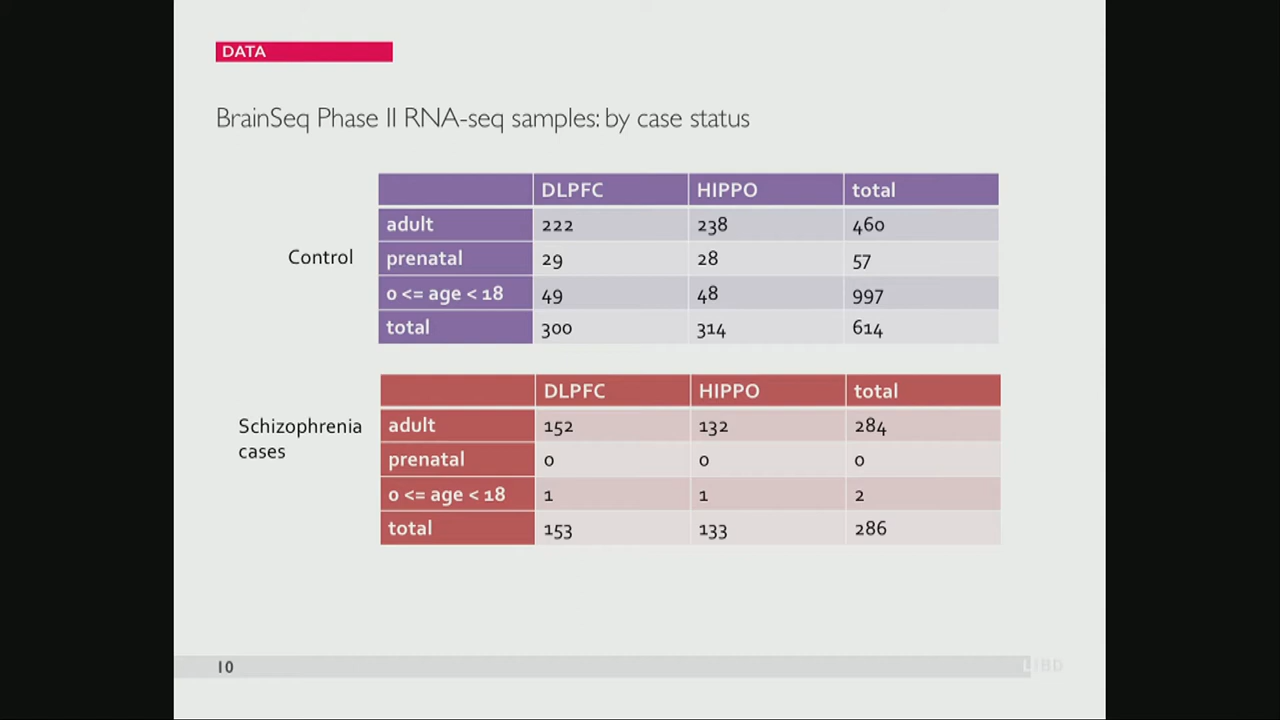 DATA
BrainSeq Phase II RNA-seq samples: by case status
DLPFC HIPPO total
adult 222 238 460
Control
prenatal 29 28 57
0 <= age < 18 49 48 997
total 300 314 614
DLPFC HIPPO total
Schizophrenia
cases
adult 152 132 284
prenatal 0 0 0
0 <= age < 18 1 1 2
total 153 133 286
10
LIBD